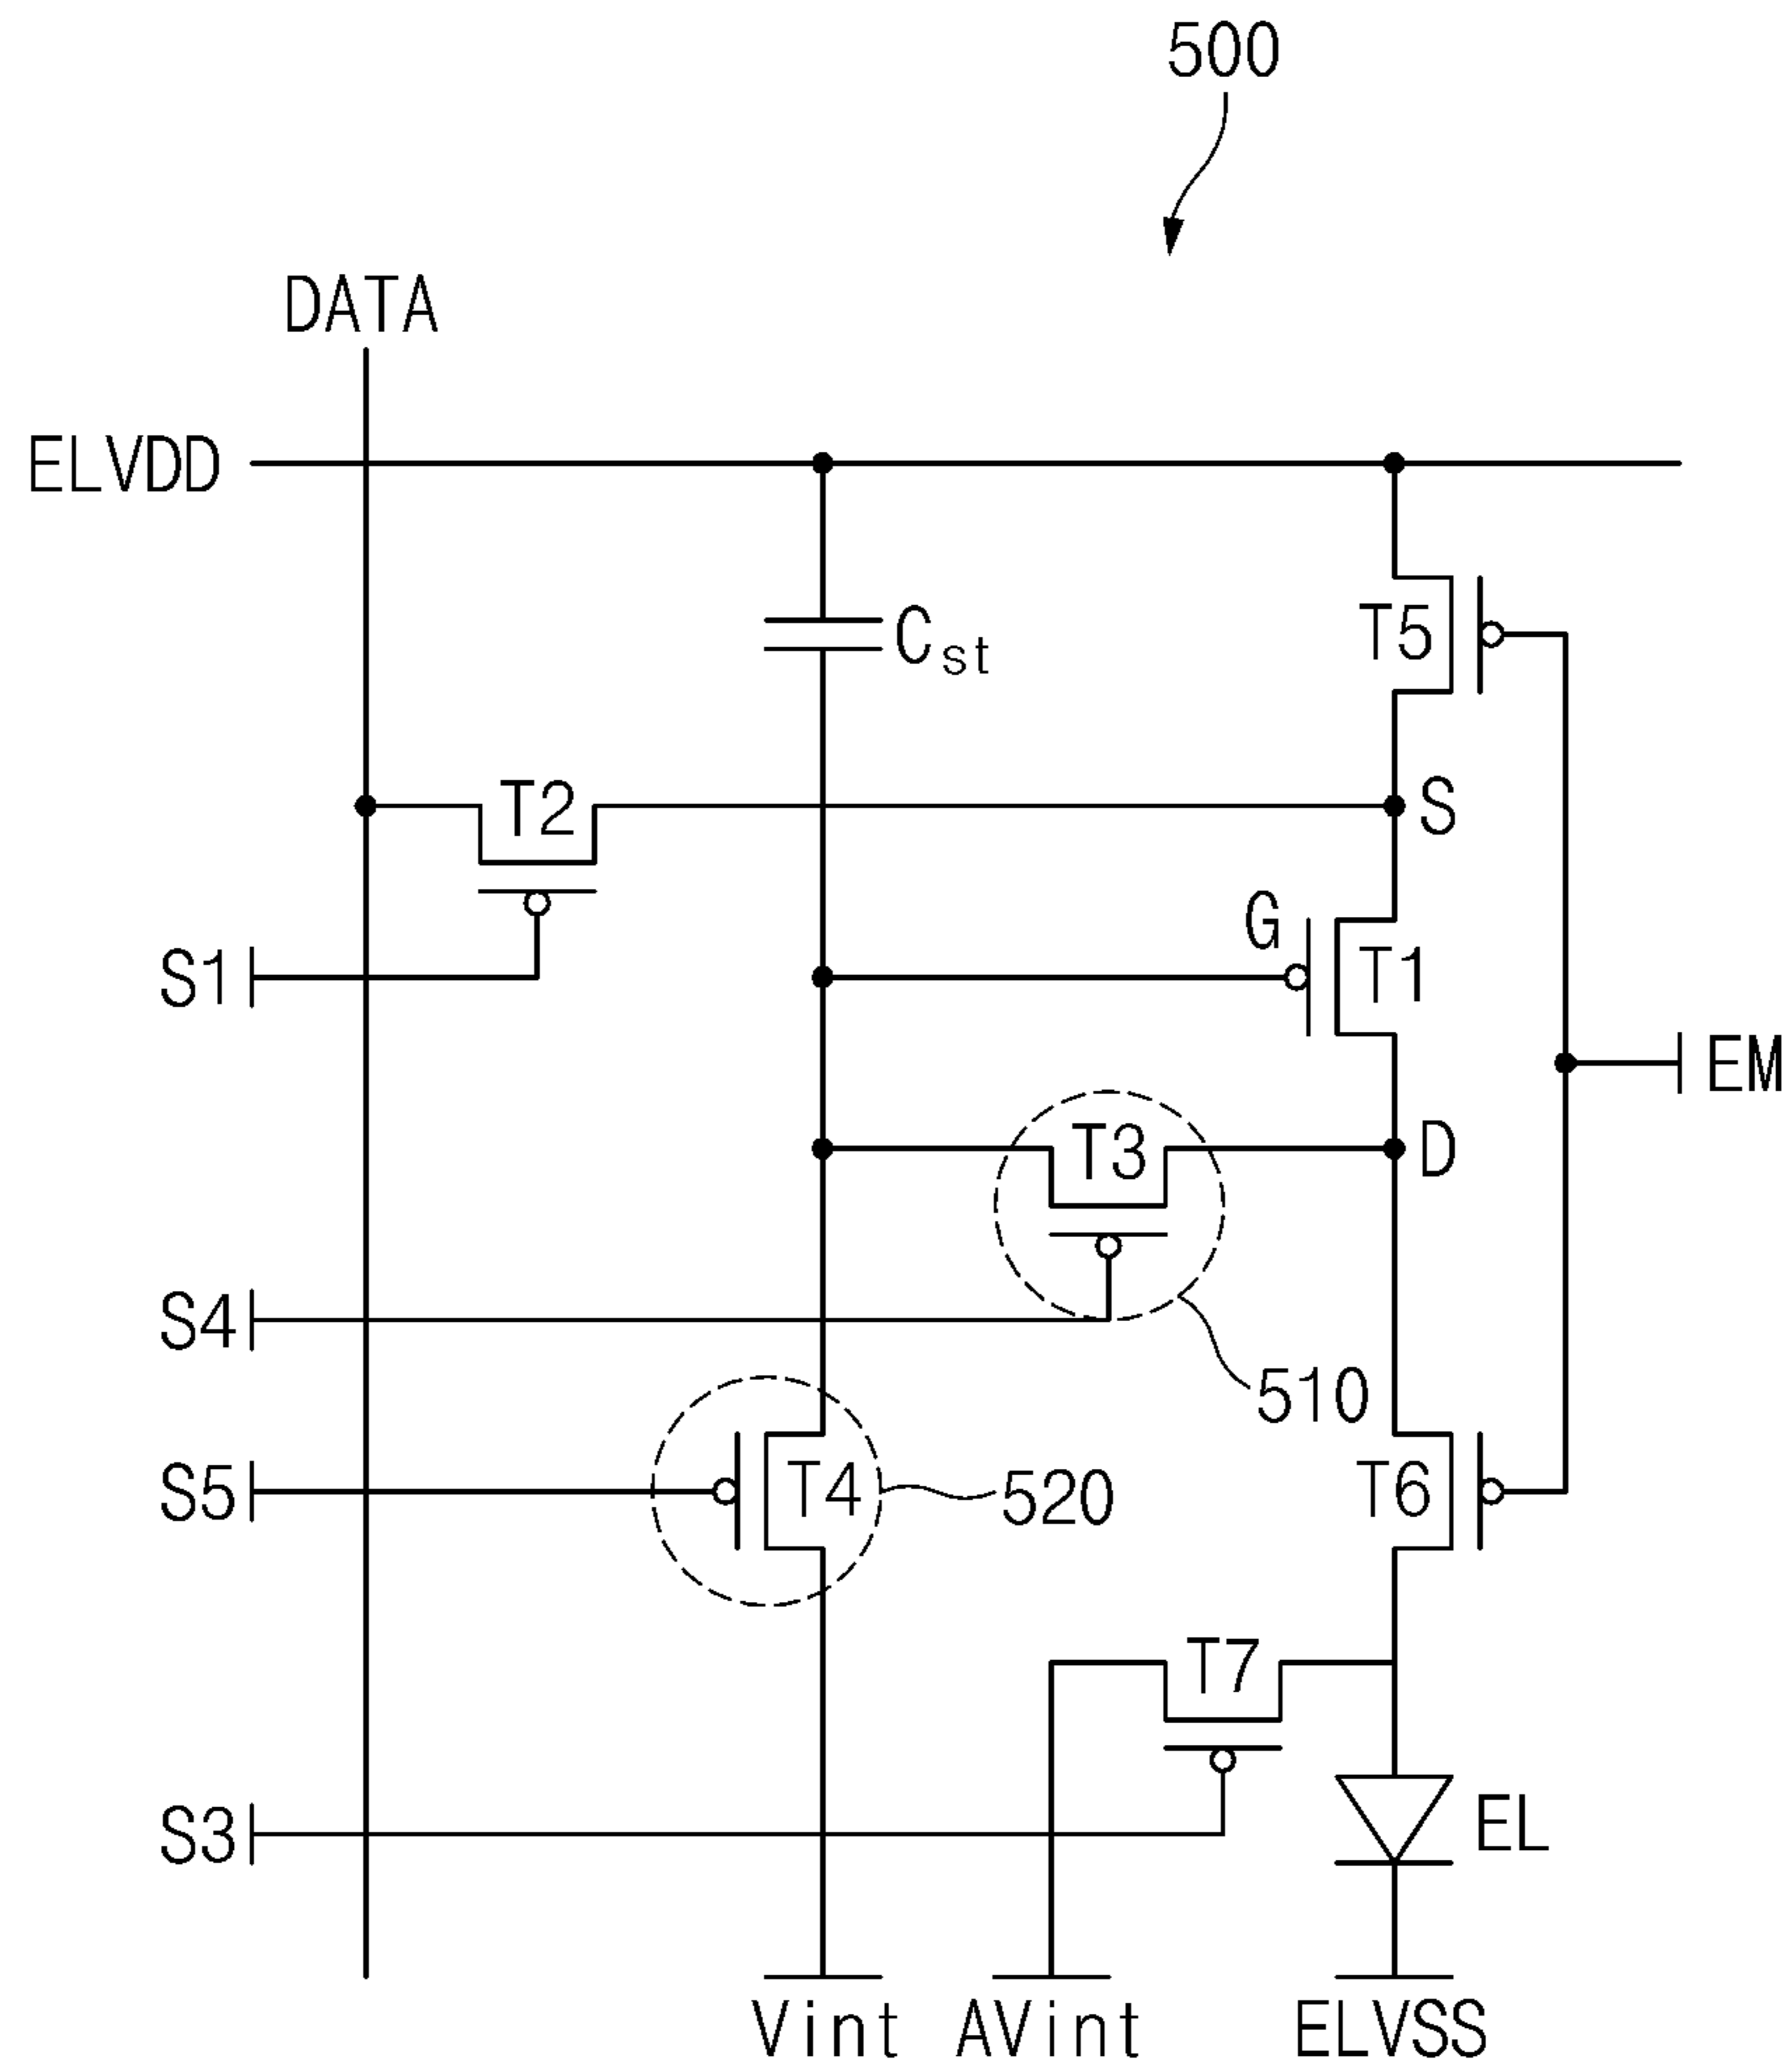 500
DATA
ELVDD
T5
Cst
T2
S
G
S1
T1
EM
T3
D
S4
510
S5
T4
520
T6
T7
S3
EL
Vint
AVint
ELVSS